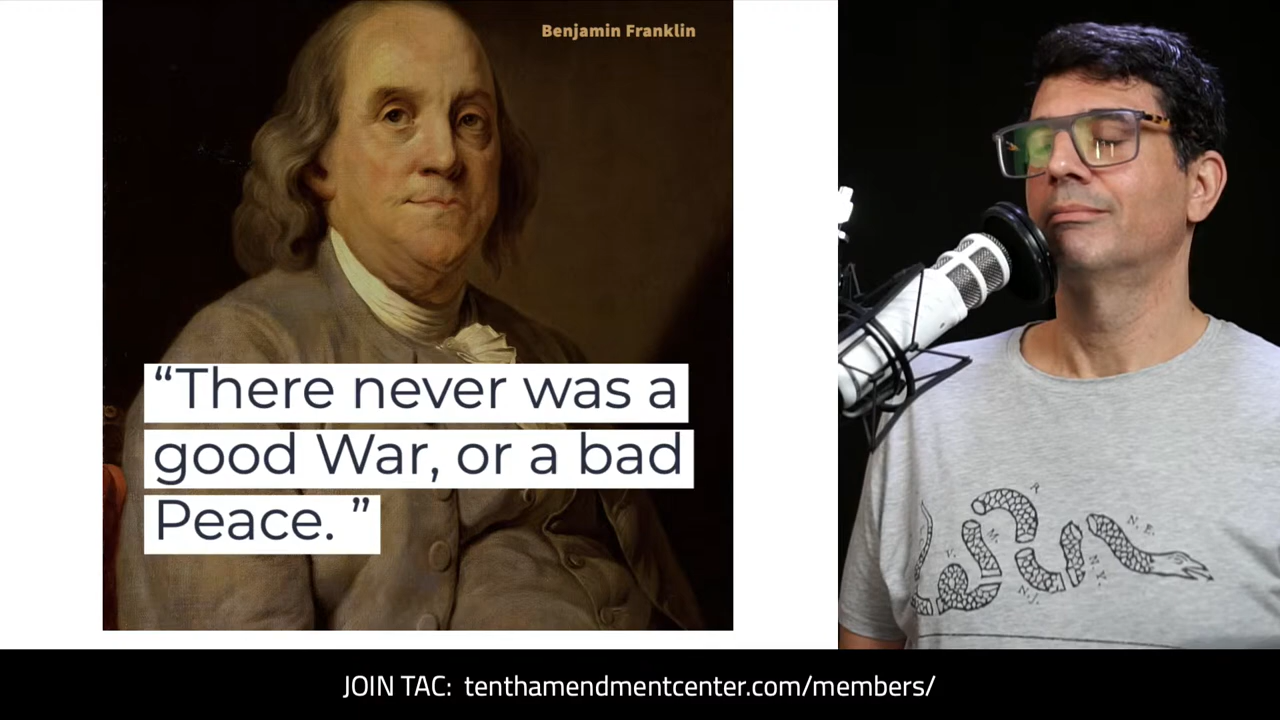 Benjamin Franklin
“There never was a
good War, or a bad
Peace. ”
R
M.
V.
N. E.
N. Y.
N. J.
JOIN TAC: tenthamendmentcenter.com/members/